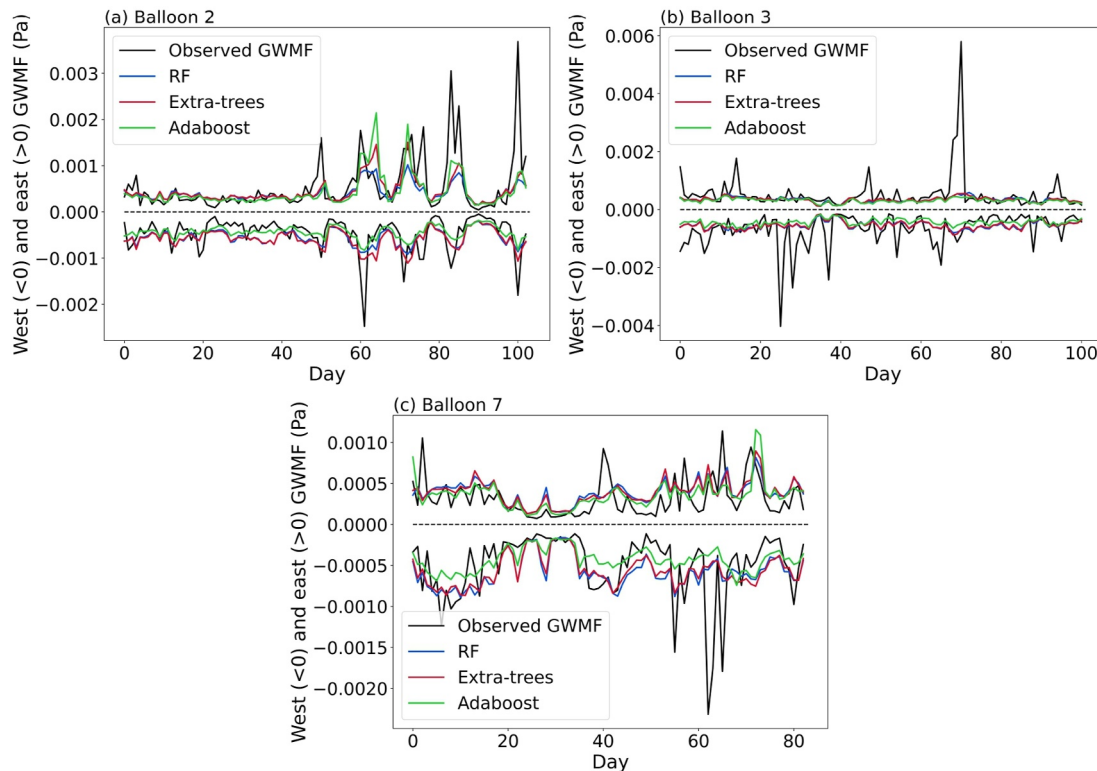 (a) Balloon 2
West (<0) and east (>0) GWMF (Pa)
0.003
0.002
0.001
0.000
−0.001
−0.002
Observed GWMF
RF
Extra-trees
Adaboost
0 20 40 60 80 100
Day
(b) Balloon 3
West (<0) and east (>0) GWMF (Pa)
0.006
0.004
0.002
0.000
−0.002
−0.004
Observed GWMF
RF
Extra-trees
Adaboost
0 20 40 60 80 100
Day
(c) Balloon 7
West (<0) and east (>0) GWMF (Pa)
0.0010
0.0005
0.0000
−0.0005
−0.0010
−0.0015
−0.0020
Observed GWMF
RF
Extra-trees
Adaboost
0 20 40 60 80
Day